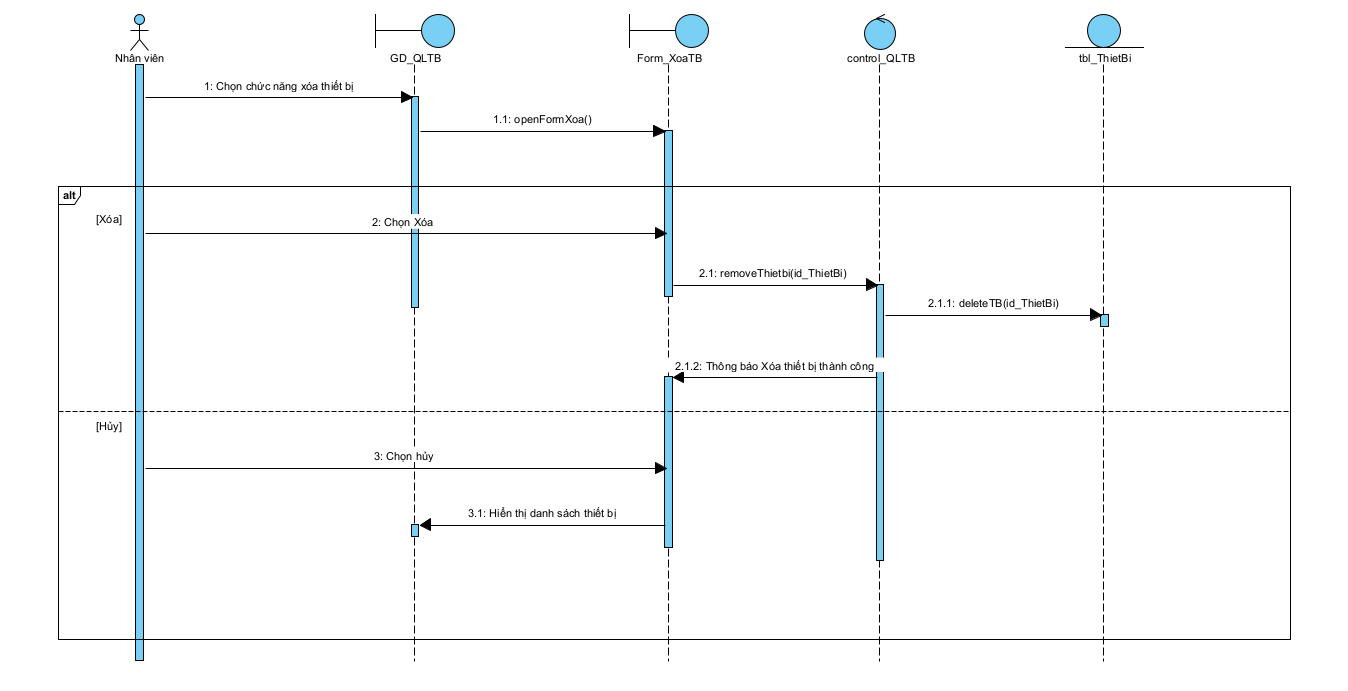 Nhân viên
GD_QLTB
Form_XoaTB
control_QLTB
tbl_ThietBi
1: Chọn chức năng xóa thiết bị
1.1: openFormXoa()
alt
[Xóa]
2: Chọn Xóa
2.1: removeThietbi(id_ThietBi)
2.1.1: deleteTB(id_ThietBi)
2.1.2: Thông báo Xóa thiết bị thành công
[Hủy]
3: Chọn hủy
3.1: Hiển thị danh sách thiết bị